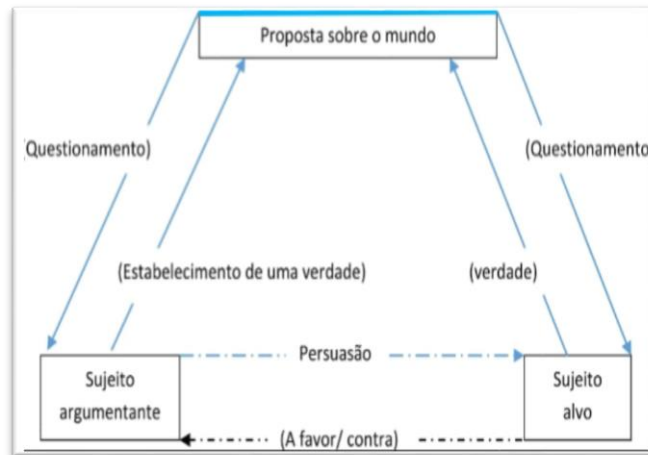 Proposta sobre o mundo
(Questionamento)
(Questionamento
(Estabelecimento de uma verdade)
(verdade)
Persuasão
Sujeito
argumentante
Sujeito
alvo
(A favor/ contra)